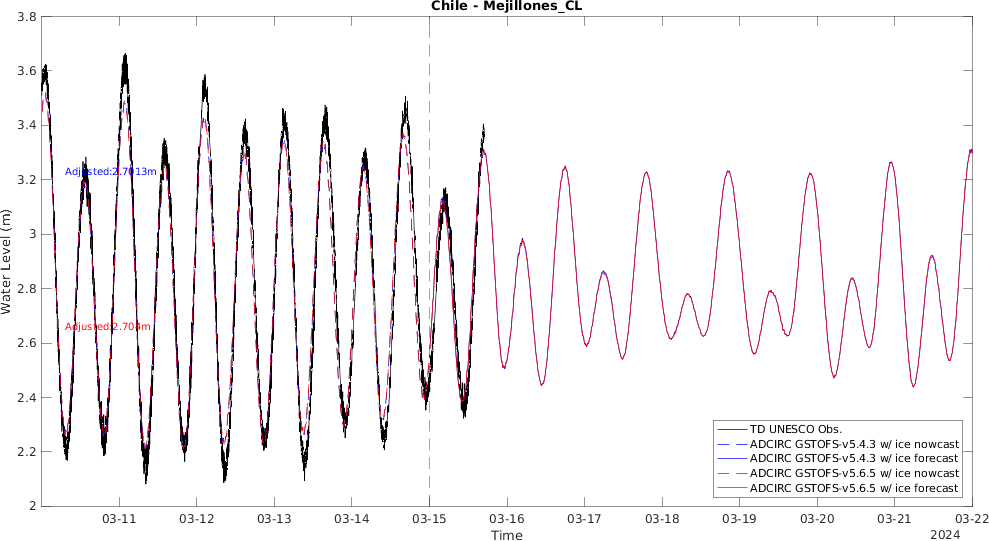 Chile - Mejillones_CL
3.8
3.6
3.4
3.2
3
2.8
2.6
2.4
2.2
2
Water Level (m)
Adjusted:2.7013m
Adjusted:2.704m
TD UNESCO Obs.
ADCIRC GSTOFS-v5.4.3 w/ ice nowcast
ADCIRC GSTOFS-v5.4.3 w/ ice forecast
ADCIRC GSTOFS-v5.6.5 w/ ice nowcast
ADCIRC GSTOFS-v5.6.5 w/ ice forecast
03-11 03-12 03-13 03-14 03-15 03-16 03-17 03-18 03-19 03-20 03-21 03-22
Time
2024